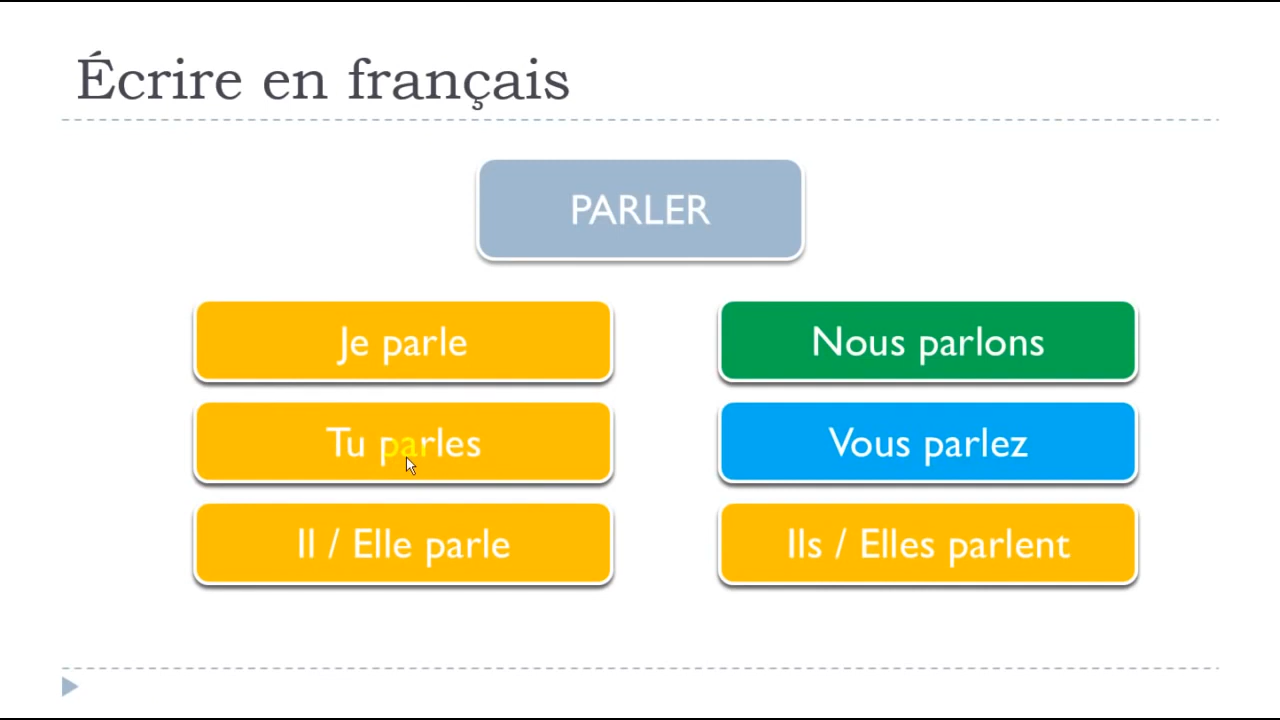 Écrire en français
PARLER
Je parle
Nous parlons
Tu parles
Vous parlez
Il / Elle parle
Ils / Elles parlent